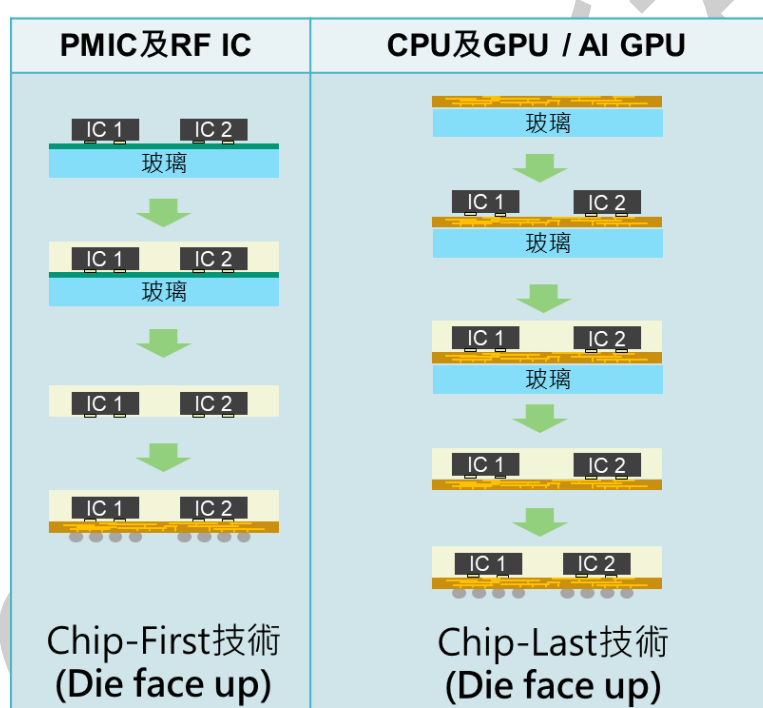 PMIC及RF IC
IC 1 IC 2
玻璃
IC 1 IC 2
玻璃
IC 1 IC 2
IC 1 IC 2
Chip-First技術
(Die face up)
CPU及GPU / AI GPU
玻璃
IC 1 IC 2
玻璃
IC 1 IC 2
玻璃
IC 1 IC 2
IC 1 IC 2
Chip-Last技術
(Die face up)